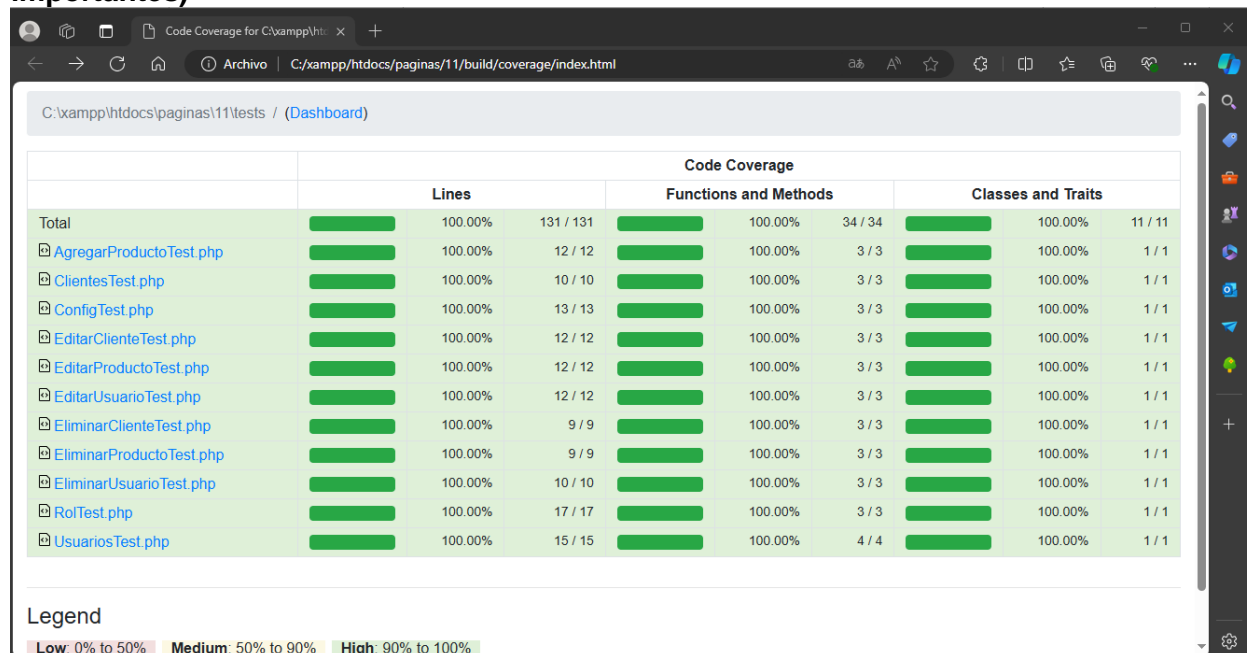 importantes)
Code Coverage for C:\xampp\htc
Archivo | C:/xampp/htdocs/paginas/11/build/coverage/index.html
C:\xampp\htdocs\paginas\11\tests / (Dashboard)
Code Coverage
Lines Functions and Methods Classes and Traits
Total 100.00% 131 / 131 100.00% 34 / 34 100.00% 11 / 11
AgregarProductoTest.php 100.00% 12 / 12 100.00% 3 / 3 100.00% 1 / 1
ClientesTest.php 100.00% 10 / 10 100.00% 3 / 3 100.00% 1 / 1
ConfigTest.php 100.00% 13 / 13 100.00% 3 / 3 100.00% 1 / 1
EditarClienteTest.php 100.00% 12 / 12 100.00% 3 / 3 100.00% 1 / 1
EditarProductoTest.php 100.00% 12 / 12 100.00% 3 / 3 100.00% 1 / 1
EditarUsuarioTest.php 100.00% 12 / 12 100.00% 3 / 3 100.00% 1 / 1
EliminarClienteTest.php 100.00% 9 / 9 100.00% 3 / 3 100.00% 1 / 1
EliminarProductoTest.php 100.00% 9 / 9 100.00% 3 / 3 100.00% 1 / 1
EliminarUsuarioTest.php 100.00% 10 / 10 100.00% 3 / 3 100.00% 1 / 1
RolTest.php 100.00% 17 / 17 100.00% 3 / 3 100.00% 1 / 1
UsuariosTest.php 100.00% 15 / 15 100.00% 4 / 4 100.00% 1 / 1
Legend
Low: 0% to 50% Medium: 50% to 90% High: 90% to 100%